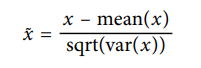 x̃ = (x − mean(x)) / sqrt(var(x))